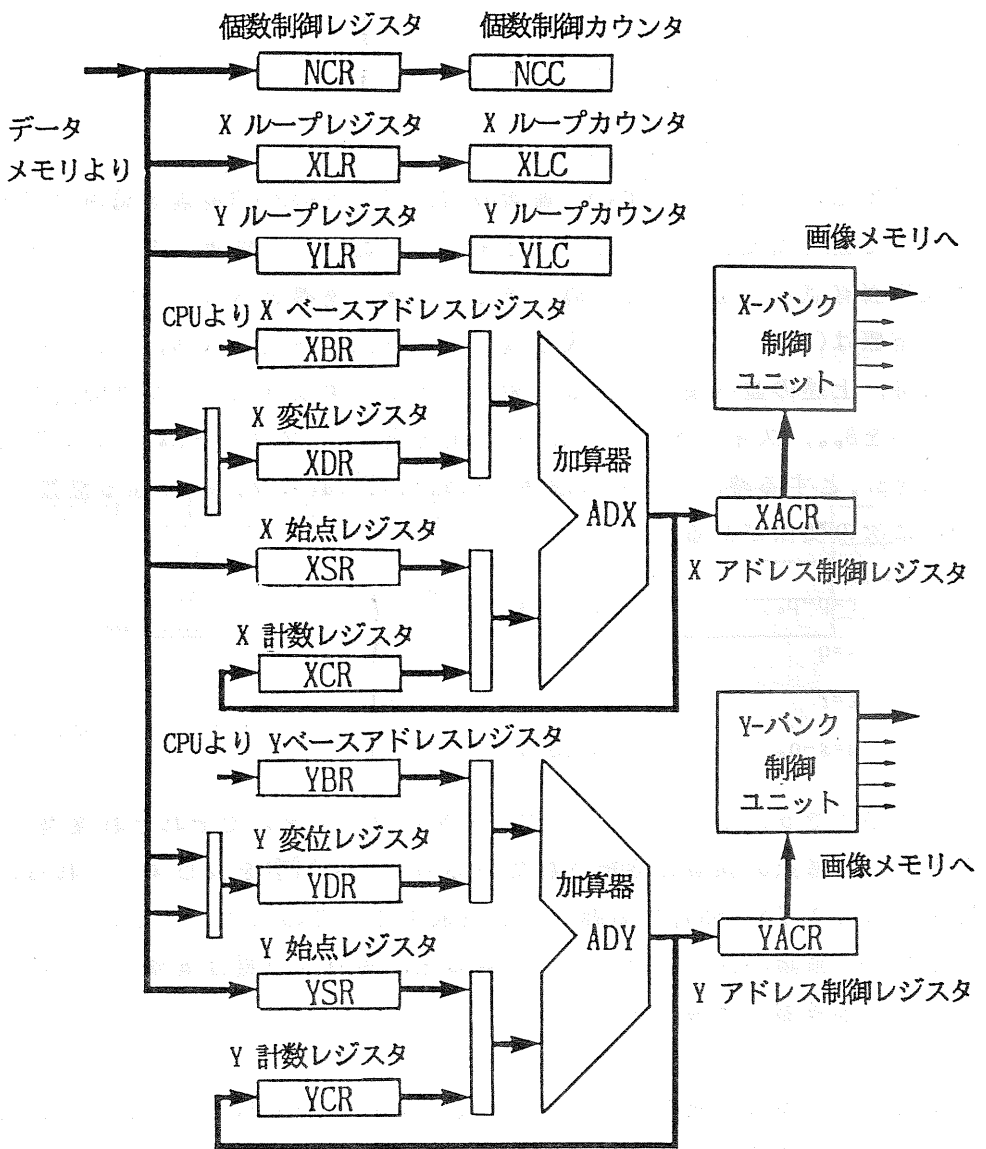 個数制御レジスタ
個数制御カウンタ
NCR
NCC
データ
メモリより
X ループレジスタ
X ループカウンタ
XLR
XLC
Y ループレジスタ
Y ループカウンタ
YLR
YLC
画像メモリへ
X-バンク
制御
ユニット
CPUより X ベースアドレスレジスタ
XBR
X 変位レジスタ
XDR
加算器
ADX
XACR
X アドレス制御レジスタ
X 始点レジスタ
XSR
X 計数レジスタ
XCR
Y-バンク
制御
ユニット
画像メモリへ
CPUより Yベースアドレスレジスタ
YBR
Y 変位レジスタ
YDR
加算器
ADY
YACR
Y アドレス制御レジスタ
Y 始点レジスタ
YSR
Y 計数レジスタ
YCR